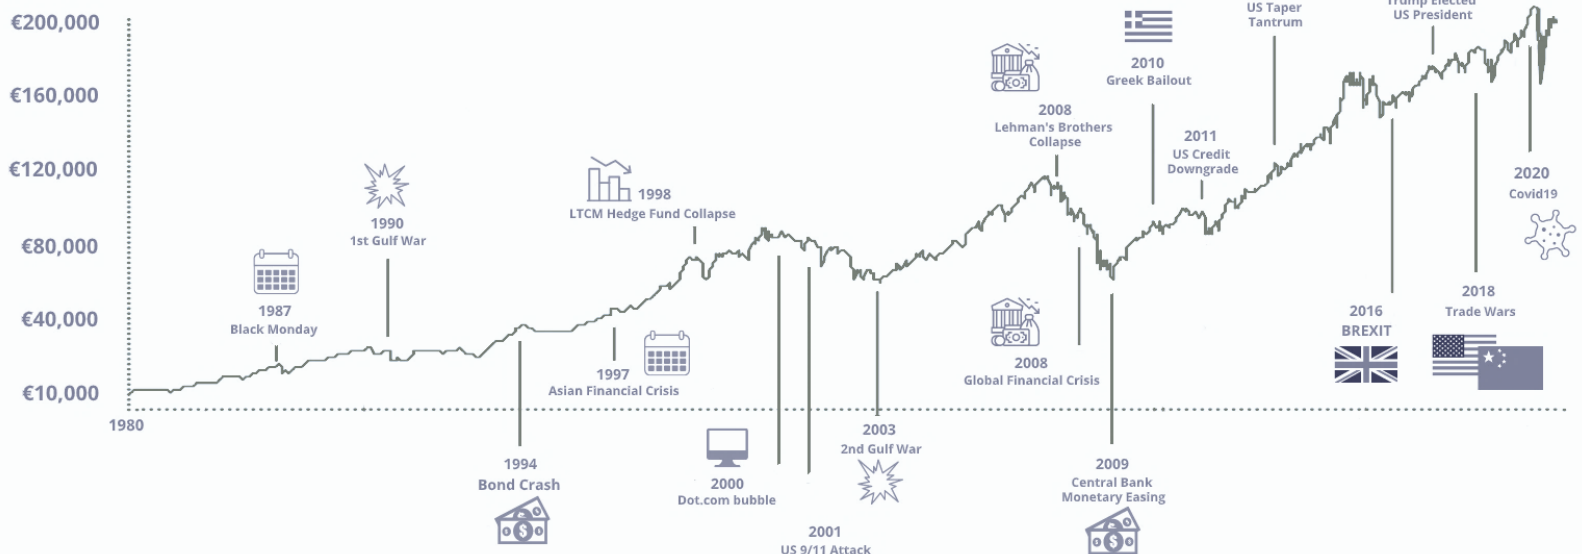 €200,000
€160,000
€120,000
€80,000
€40,000
€10,000
1980
1987
Black Monday
1990
1st Gulf War
1994
Bond Crash
1997
Asian Financial Crisis
1998
LTCM Hedge Fund Collapse
2000
Dot.com bubble
2001
US 9/11 Attack
2003
2nd Gulf War
2008
Lehman's Brothers
Collapse
2008
Global Financial Crisis
2009
Central Bank
Monetary Easing
2010
Greek Bailout
2011
US Credit
Downgrade
US Taper
Tantrum
2016
BREXIT
Trump Elected
US President
2018
Trade Wars
2020
Covid19